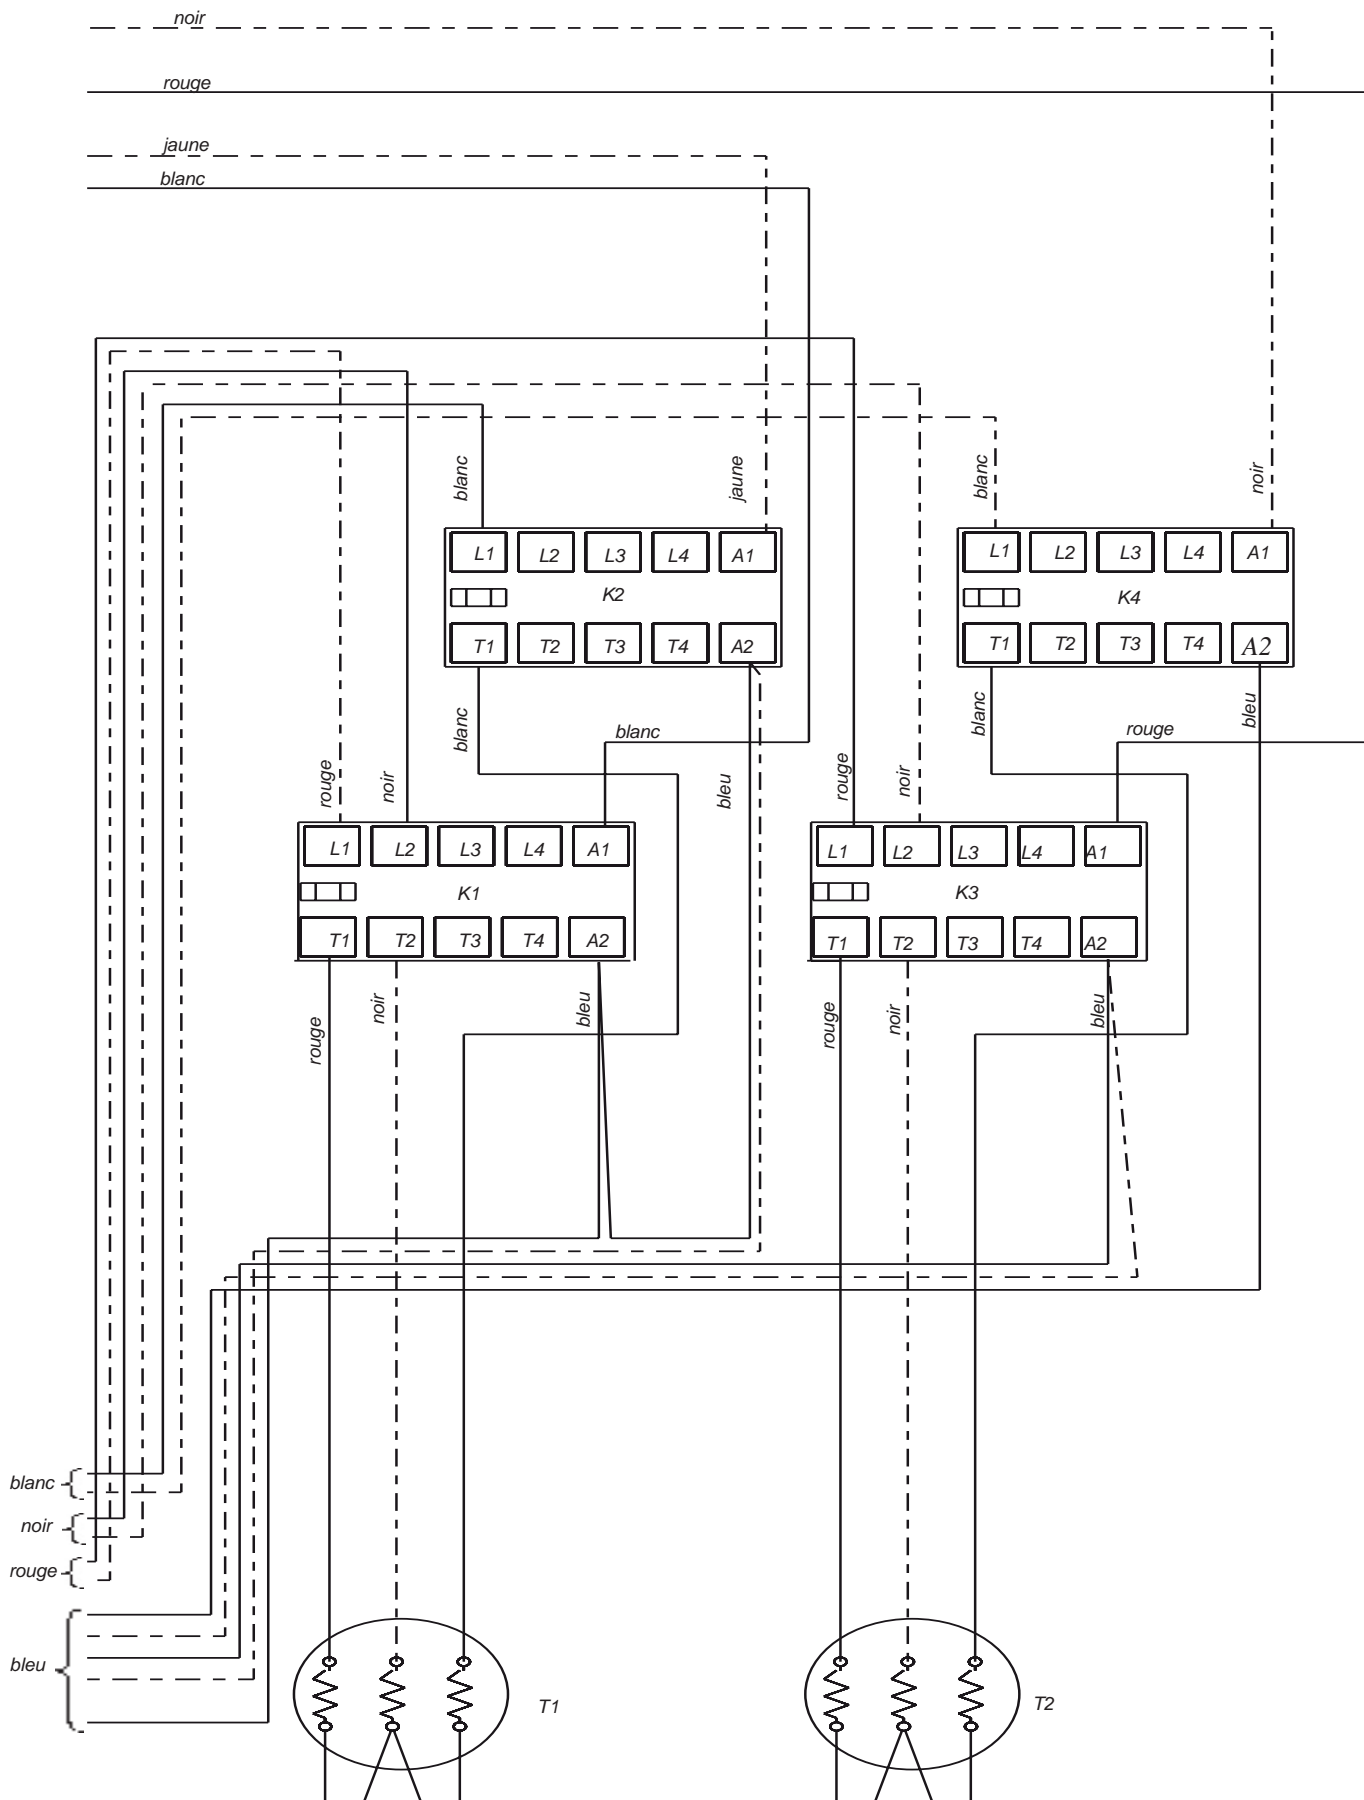 noir
rouge
jaune
blanc
blanc
jaune
blanc
noir
L1 L2 L3 L4 A1
K2
T1 T2 T3 T4 A2
L1 L2 L3 L4 A1
K4
T1 T2 T3 T4 A2
blanc
blanc
bleu
blanc
bleu
rouge
rouge
noir
rouge
noir
L1 L2 L3 L4 A1
K1
T1 T2 T3 T4 A2
L1 L2 L3 L4 A1
K3
T1 T2 T3 T4 A2
rouge
noir
bleu
rouge
noir
bleu
blanc
noir
rouge
bleu
T1
T2